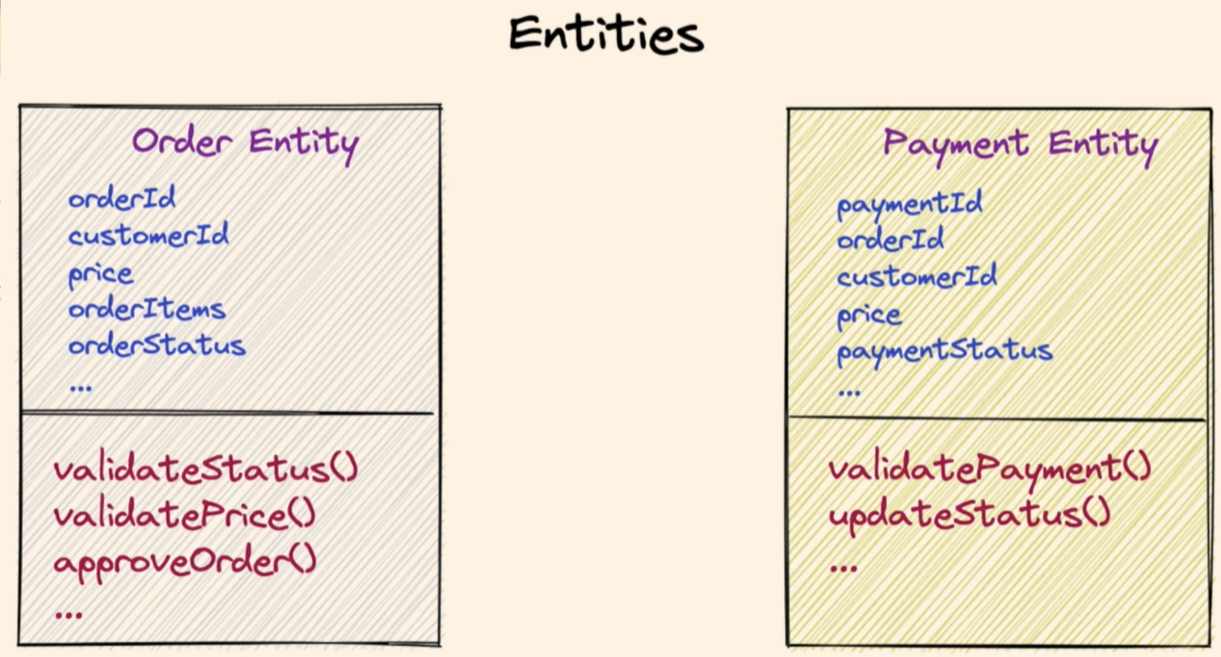 Entities
Order Entity
orderId
customerId
price
orderItems
orderStatus
...
validateStatus()
validatePrice()
approveOrder()
...
Payment Entity
paymentId
orderId
customerId
price
paymentStatus
...
validatePayment()
updateStatus()
...